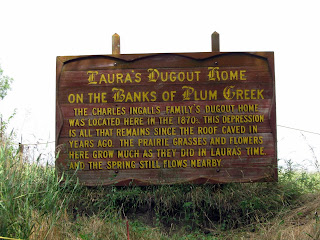 LAURA'S DUGOUT HOME
ON THE BANKS OF PLUM CREEK
THE CHARLES INGALLS FAMILY'S DUGOUT HOME
WAS LOCATED HERE IN THE 1870S. THIS DEPRESSION
IS ALL THAT REMAINS SINCE THE ROOF CAVED IN
YEARS AGO. THE PRAIRIE GRASSES AND FLOWERS
HERE GROW MUCH AS THEY DID IN LAURA'S TIME
AND THE SPRING STILL FLOWS NEARBY.